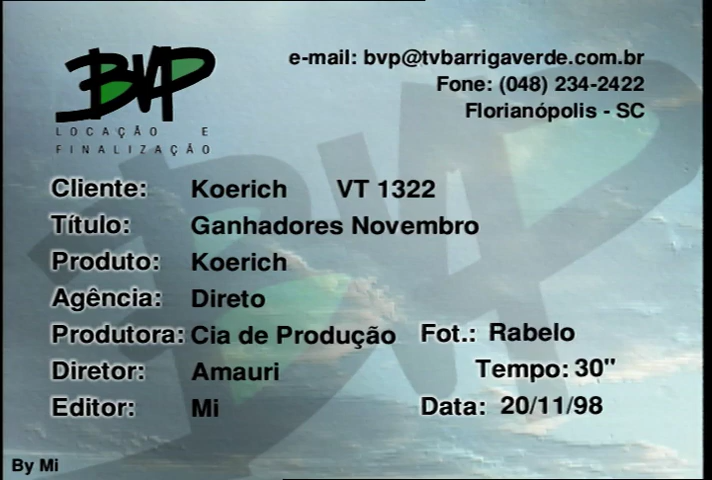 BVP
LOCAÇÃO E
FINALIZAÇÃO
e-mail: bvp@tvbarrigaverde.com.br
Fone: (048) 234-2422
Florianópolis - SC
Cliente: Koerich VT 1322
Título: Ganhadores Novembro
Produto: Koerich
Agência: Direto
Produtora: Cia de Produção Fot.: Rabelo
Diretor: Amauri Tempo: 30"
Editor: Mi Data: 20/11/98
By Mi